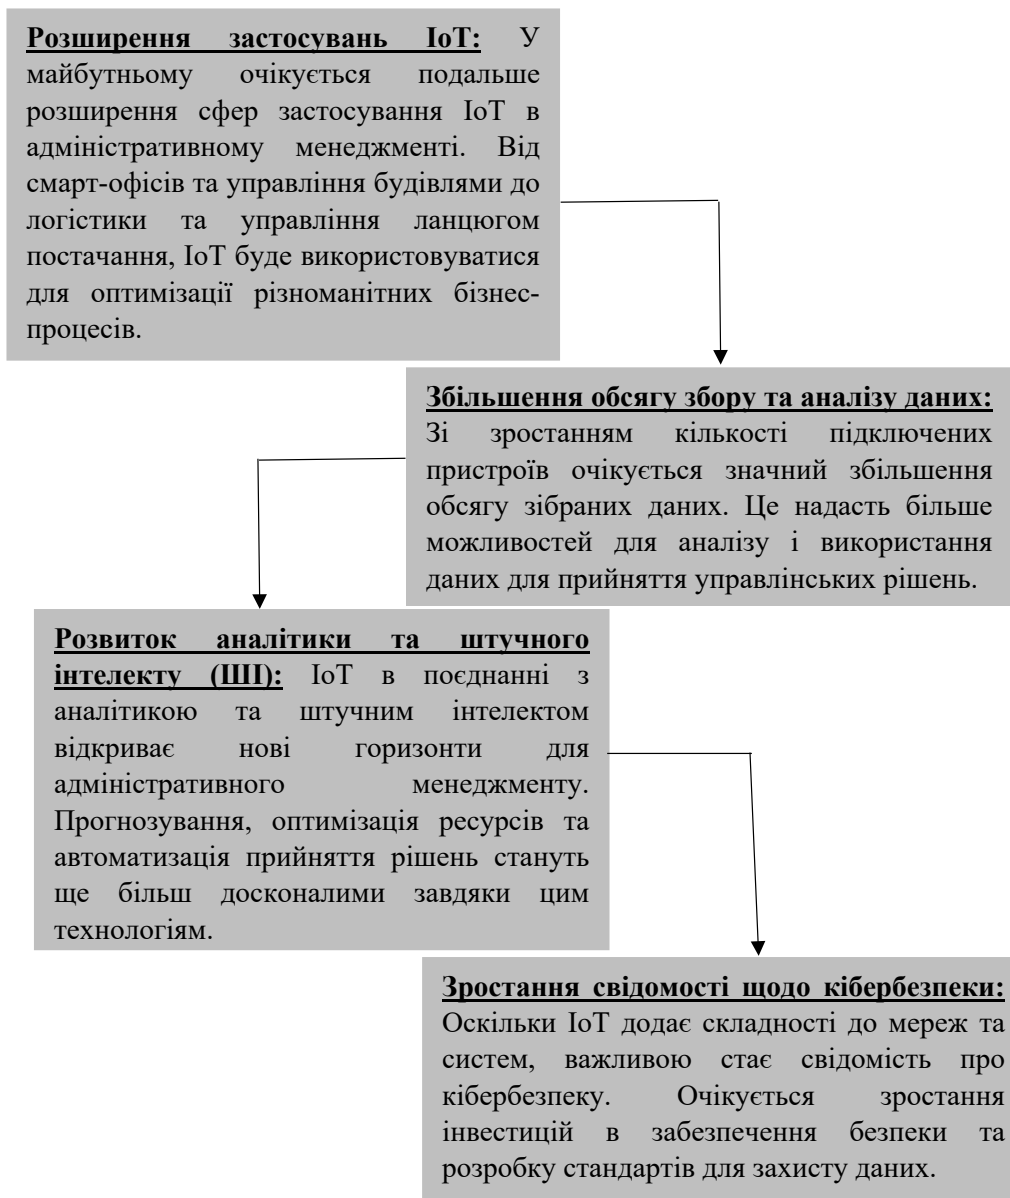 Розширення застосувань ІоТ: У
майбутньому очікується подальше
розширення сфер застосування ІоТ в
адміністративному менеджменті. Від
смарт-офісів та управління будівлями до
логістики та управління ланцюгом
постачання, ІоТ буде використовуватися
для оптимізації різноманітних бізнес-
процесів.
Збільшення обсягу збору та аналізу даних:
Зі зростанням кількості підключених
пристроїв очікується значний збільшення
обсягу зібраних даних. Це надасть більше
можливостей для аналізу і використання
даних для прийняття управлінських рішень.
Розвиток аналітики та штучного
інтелекту (ШІ): ІоТ в поєднанні з
аналітикою та штучним інтелектом
відкриває нові горизонти для
адміністративного менеджменту.
Прогнозування, оптимізація ресурсів та
автоматизація прийняття рішень стануть
ще більш досконалими завдяки цим
технологіям.
Зростання свідомості щодо кібербезпеки:
Оскільки ІоТ додає складності до мереж та
систем, важливою стає свідомість про
кібербезпеку. Очікується зростання
інвестицій в забезпечення безпеки та
розробку стандартів для захисту даних.